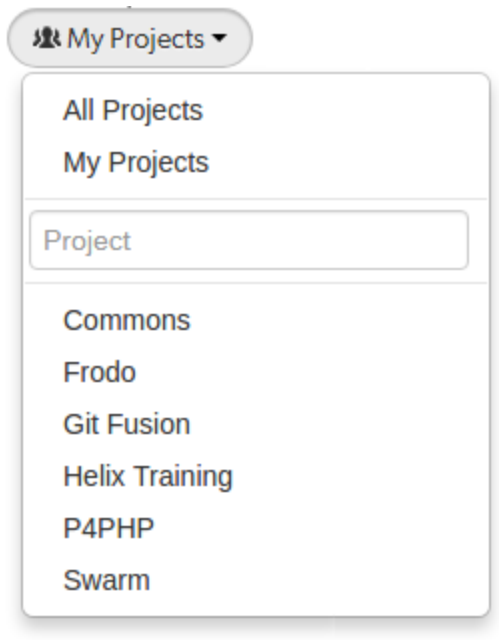 My Projects
All Projects
My Projects
Project
Commons
Frodo
Git Fusion
Helix Training
P4PHP
Swarm